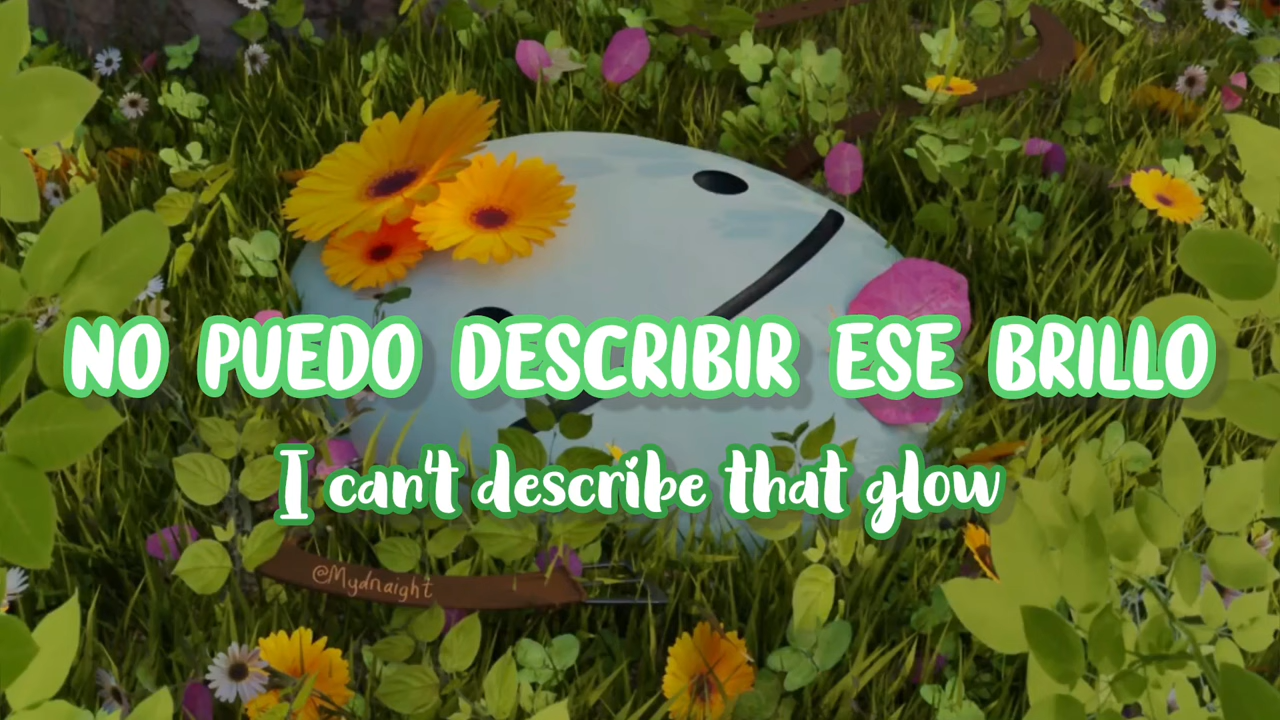 NO PUEDO DESCRIBIR ESE BRILLO
I can't describe that glow
@Mydnaight